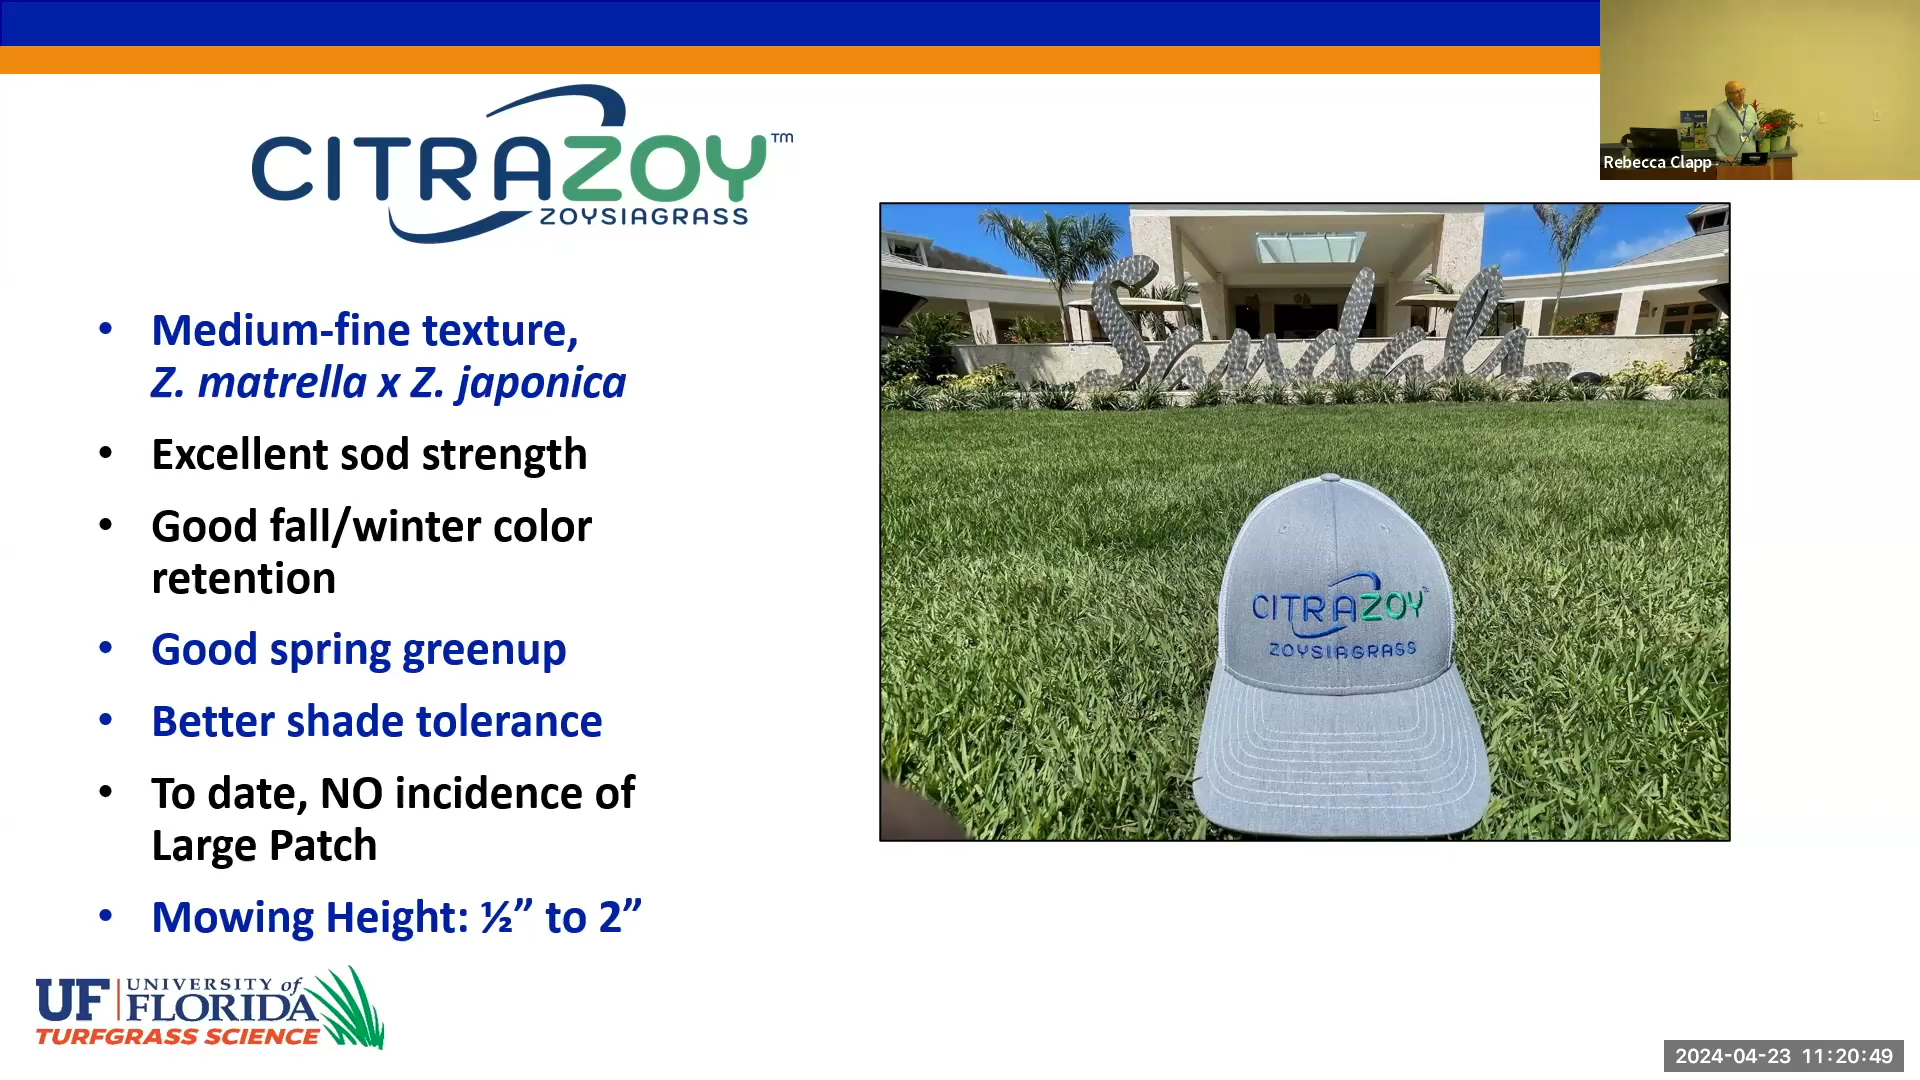 CITRAZOY™
ZOYSIAGRASS
Rebecca Clapp
• Medium-fine texture,
Z. matrella x Z. japonica
• Excellent sod strength
• Good fall/winter color
retention
• Good spring greenup
• Better shade tolerance
• To date, NO incidence of
Large Patch
• Mowing Height: ½” to 2”
Sandals
CITRAZOY
ZOYSIAGRASS
UF UNIVERSITY of
FLORIDA
TURFGRASS SCIENCE
2024-04-23 11:20:49